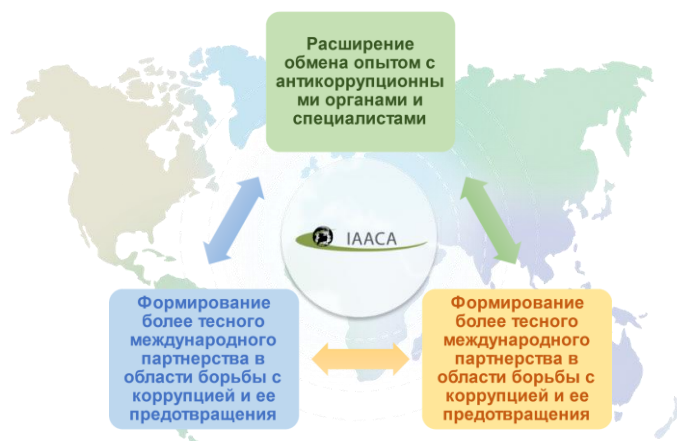 Расширение
обмена опытом с
антикоррупционны
ми органами и
специалистами
IAACA
Формирование
более тесного
международного
партнерства в
области борьбы с
коррупцией и ее
предотвращения
Формирование
более тесного
международного
партнерства в
области борьбы с
коррупцией и ее
предотвращения